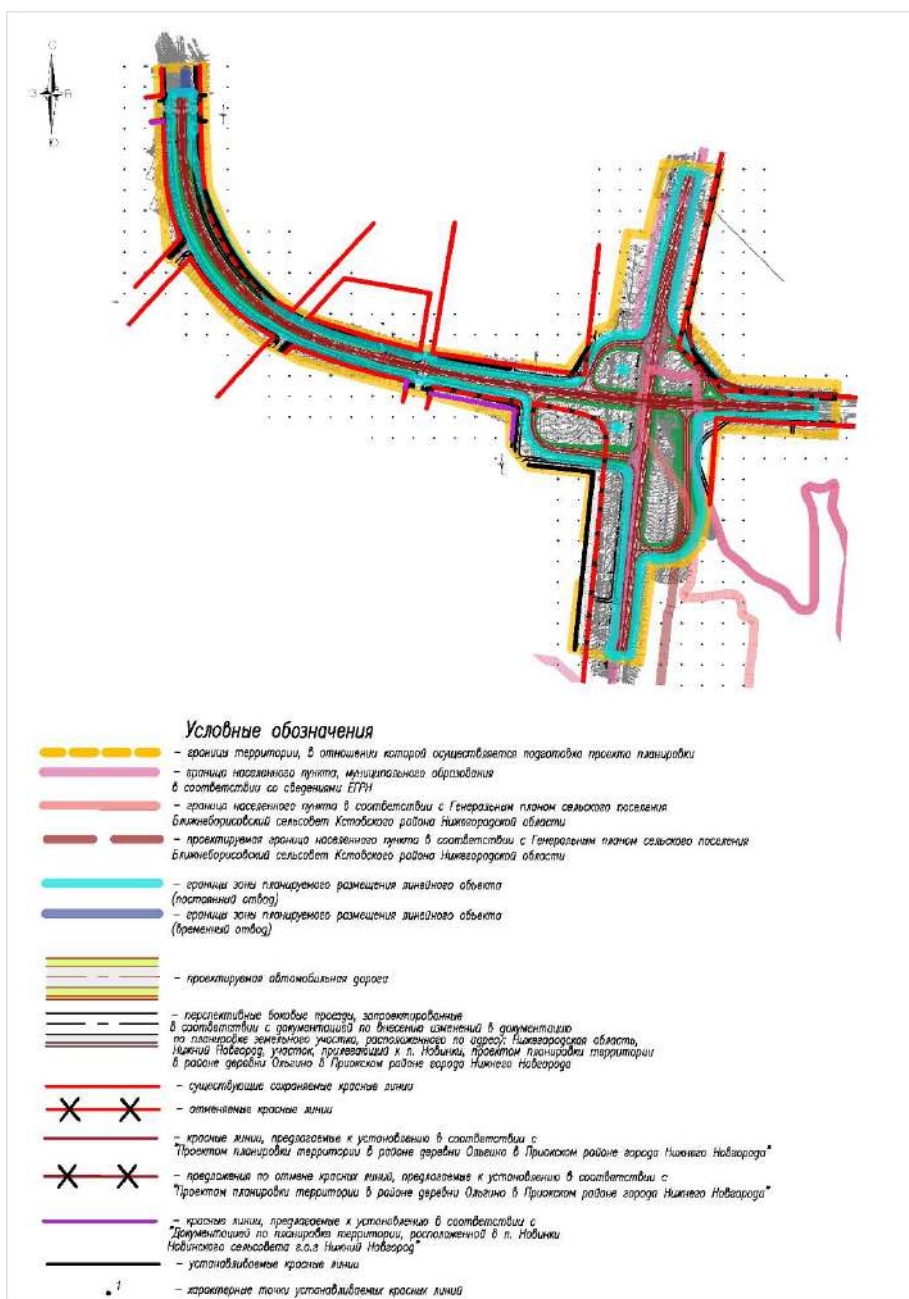 С
З В
Ю
Условные обозначения
– границы территории, в отношении которой осуществляется подготовка проекта планировки
– граница населенного пункта, муниципального образования
в соответствии со сведениями ЕГРН
– граница населенного пункта в соответствии с Генеральным планом сельского поселения
Ближнеборисовский сельсовет Кстовского района Нижегородской области
– проектируемая граница населенного пункта в соответствии с Генеральным планом сельского поселения
Ближнеборисовский сельсовет Кстовского района Нижегородской области
– границы зоны планируемого размещения линейного объекта
(постоянный отвод)
– границы зоны планируемого размещения линейного объекта
(временный отвод)
– проектируемая автомобильная дорога
– перспективные боковые проезды, запроектированные
в соответствии с документацией по внесению изменений в документацию
по планировке земельного участка, расположенного по адресу: Нижегородская область,
Нижний Новгород, участок, прилегающий к п. Новинки, проектом планировки территории
в районе деревни Ольгино в Приокском районе города Нижнего Новгорода
– существующие сохраняемые красные линии
– отменяемые красные линии
– красные линии, предлагаемые к установлению в соответствии с
"Проектом планировки территории в районе деревни Ольгино в Приокском районе города Нижнего Новгорода"
– предложения по отмене красных линий, предлагаемые к установлению в соответствии с
"Проектом планировки территории в районе деревни Ольгино в Приокском районе города Нижнего Новгорода"
– красные линии, предлагаемые к установлению в соответствии с
"Документацией по планировке территории, расположенной в п. Новинки
Новинского сельсовета г.о.г Нижний Новгород"
– устанавливаемые красные линии
1 – характерные точки устанавливаемых красных линий